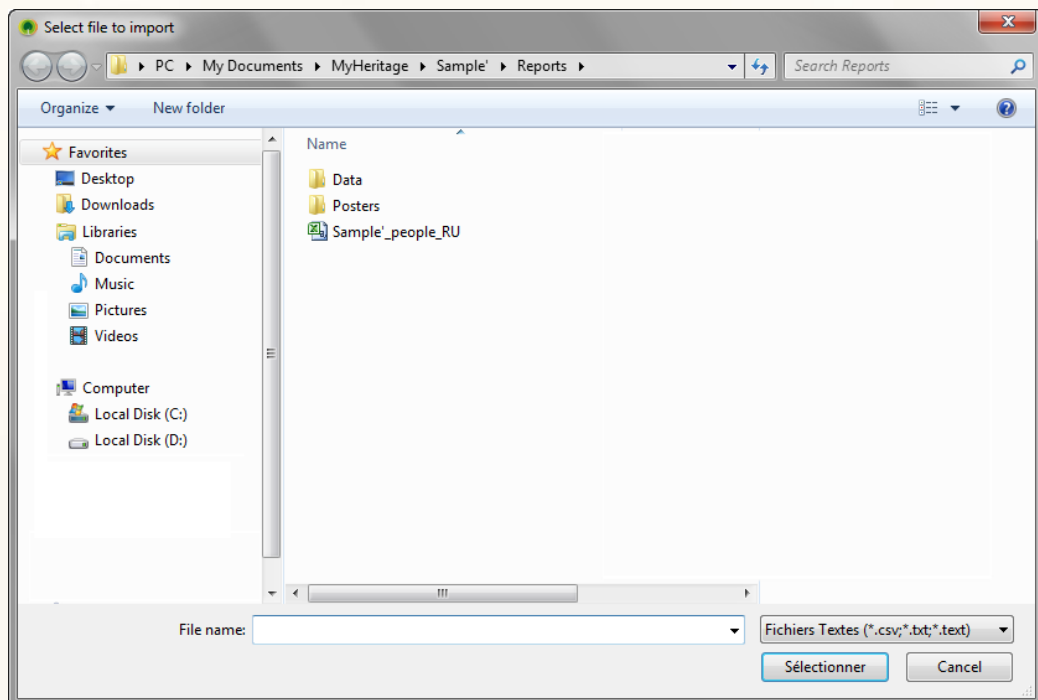 Select file to import
PC My Documents MyHeritage Sample' Reports
Search Reports
Organize New folder
Name
Favorites
Desktop
Downloads
Libraries
Documents
Music
Pictures
Videos
Computer
Local Disk (C:)
Local Disk (D:)
Data
Posters
Sample'_people_RU
File name:
Fichiers Textes (*.csv;*.txt;*.text)
Sélectionner Cancel